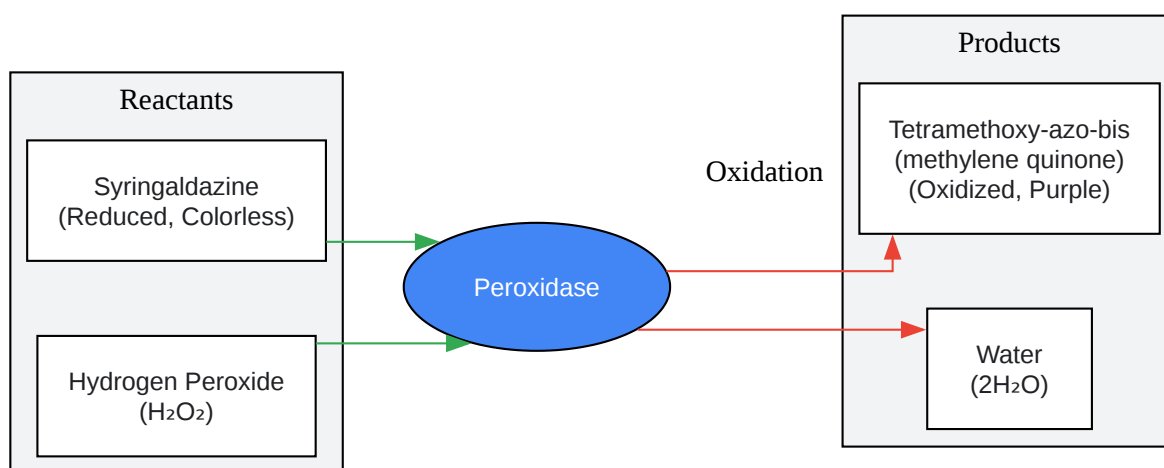 Reactants
Syringaldazine
(Reduced, Colorless)
Hydrogen Peroxide
(H₂O₂)
Peroxidase
Oxidation
Products
Tetramethoxy-azo-bis
(methylene quinone)
(Oxidized, Purple)
Water
(2H₂O)